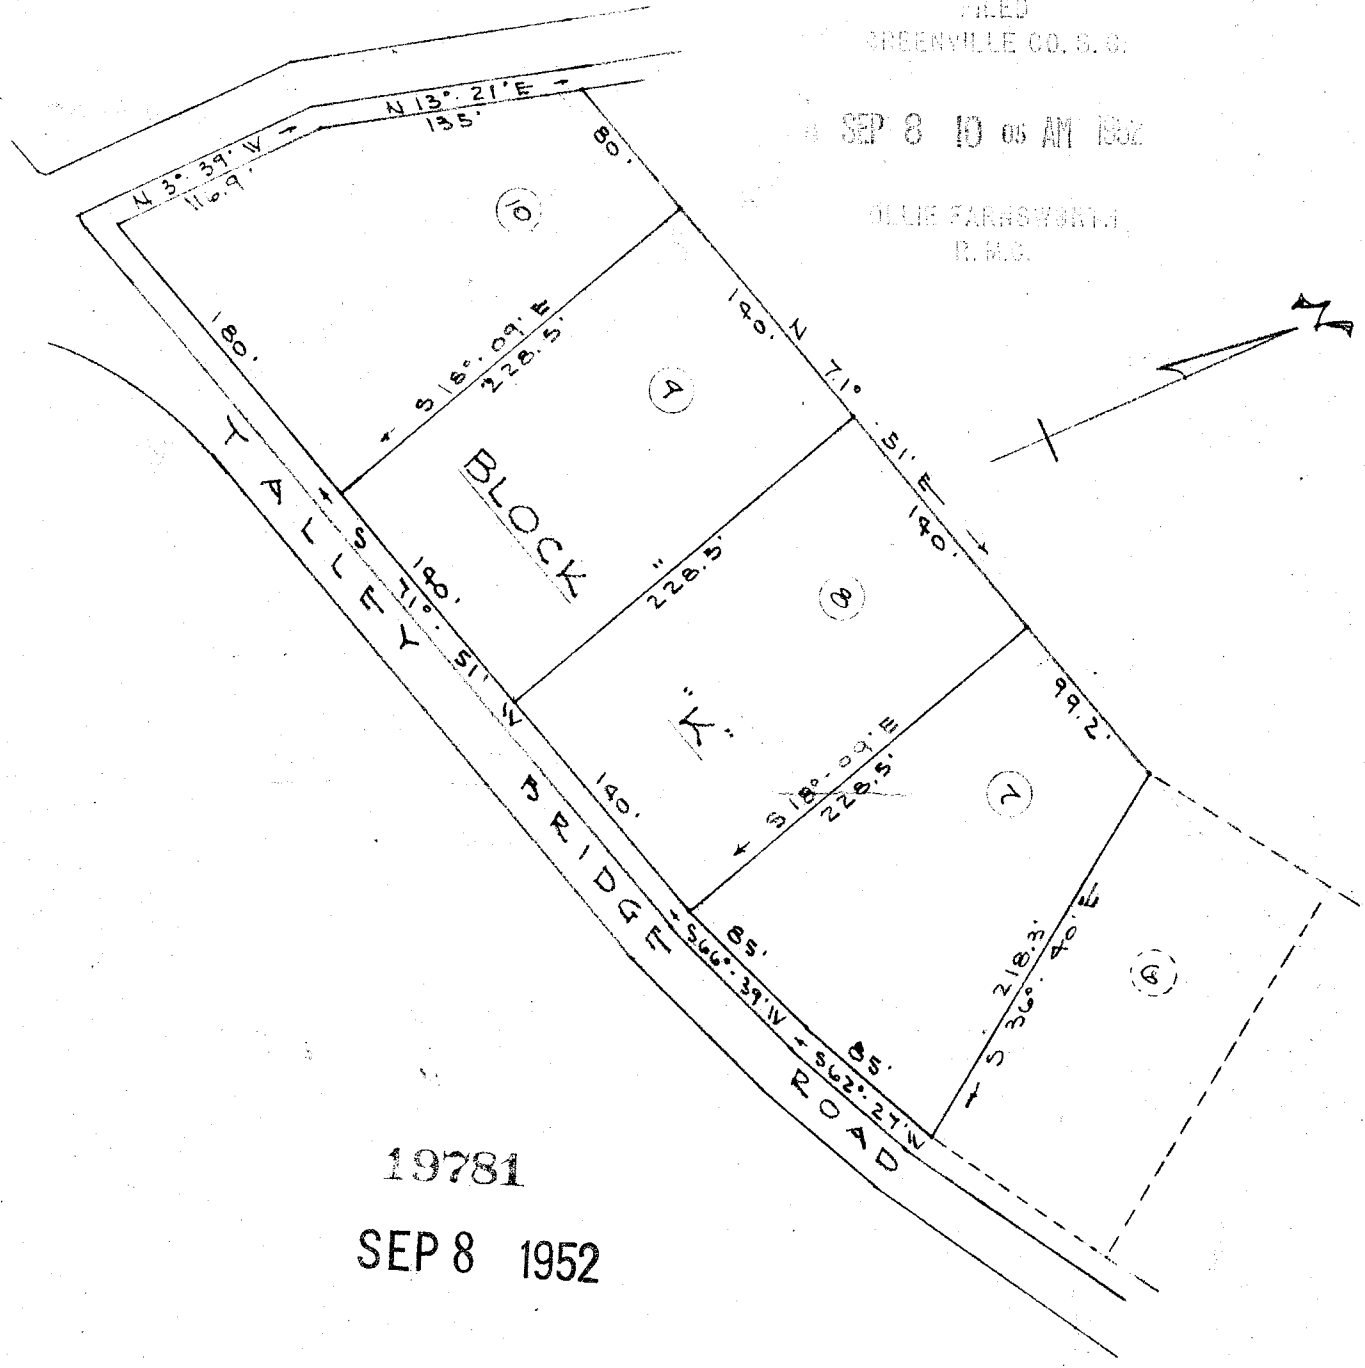 FILED
GREENVILLE CO. S. C.
SEP 8 10 05 AM 1952
OLLIE FARNSWORTH
R. M. C.
N 3° 39' W
116.9'
N 13° 21' E
135'
80'
10
180'
S 18° 09' E
228.5'
140'
N 71° 51' E
9
BLOCK
"K"
140'
"
228.5'
140'
8
S 71° 51' W
140'
S 18° 09' E
228.5'
99.2'
7
85'
S 66° 39' W
85'
S 62° 27' W
218.3'
S 36° 40' E
6
TALLEY BRIDGE ROAD
19781
SEP 8 1952